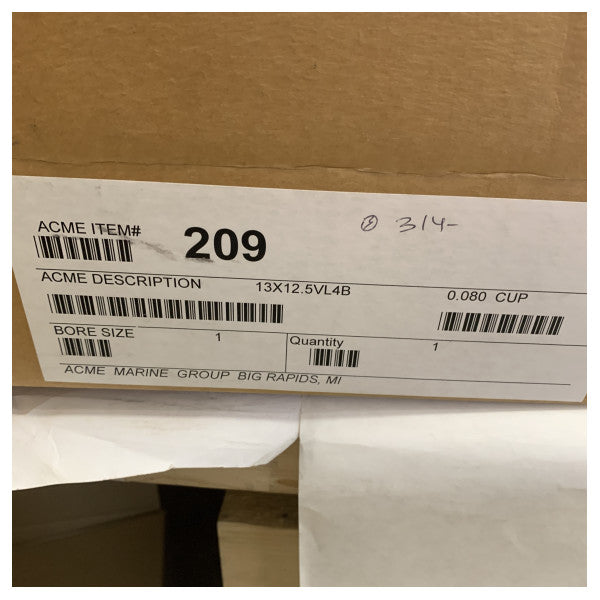 ACME ITEM# 209 314-
ACME DESCRIPTION 13X12.5VL4B 0.080 CUP
BORE SIZE 1 Quantity 1
ACME MARINE GROUP BIG RAPIDS, MI